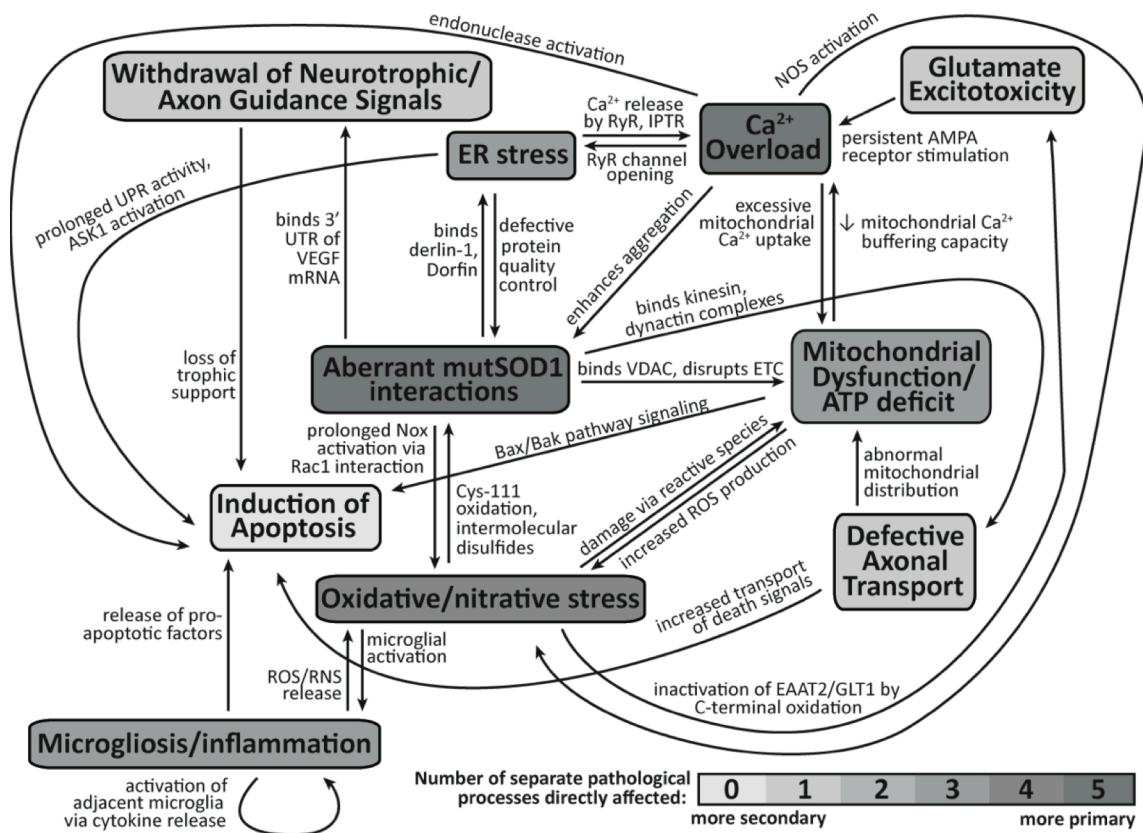 endonuclease activation
NOS activation
Withdrawal of Neurotrophic/
Axon Guidance Signals
Glutamate
Excitotoxicity
Ca²⁺ release
by RyR, IPTR
Ca²⁺
Overload
ER stress
RyR channel
opening
persistent AMPA
receptor stimulation
prolonged UPR activity,
ASK1 activation
binds 3’
UTR of
VEGF
mRNA
binds
derlin-1,
Dorfin
defective
protein
quality
control
enhances aggregation
excessive
mitochondrial
Ca²⁺ uptake
↓ mitochondrial Ca²⁺
buffering capacity
binds kinesin,
dynactin complexes
loss of
trophic
support
Aberrant mutSOD1
interactions
binds VDAC, disrupts ETC
Mitochondrial
Dysfunction/
ATP deficit
prolonged Nox
activation via
Rac1 interaction
Bax/Bak pathway signaling
Cys-111
oxidation,
intermolecular
disulfides
damage via reactive species
increased ROS production
abnormal
mitochondrial
distribution
Induction of
Apoptosis
Defective
Axonal
Transport
Oxidative/nitrative stress
increased transport
of death signals
release of pro-
apoptotic factors
microglial
activation
ROS/RNS
release
inactivation of EAAT2/GLT1 by
C-terminal oxidation
Microgliosis/inflammation
activation of
adjacent microglia
via cytokine release
Number of separate pathological
processes directly affected:
0 1 2 3 4 5
more secondary more primary